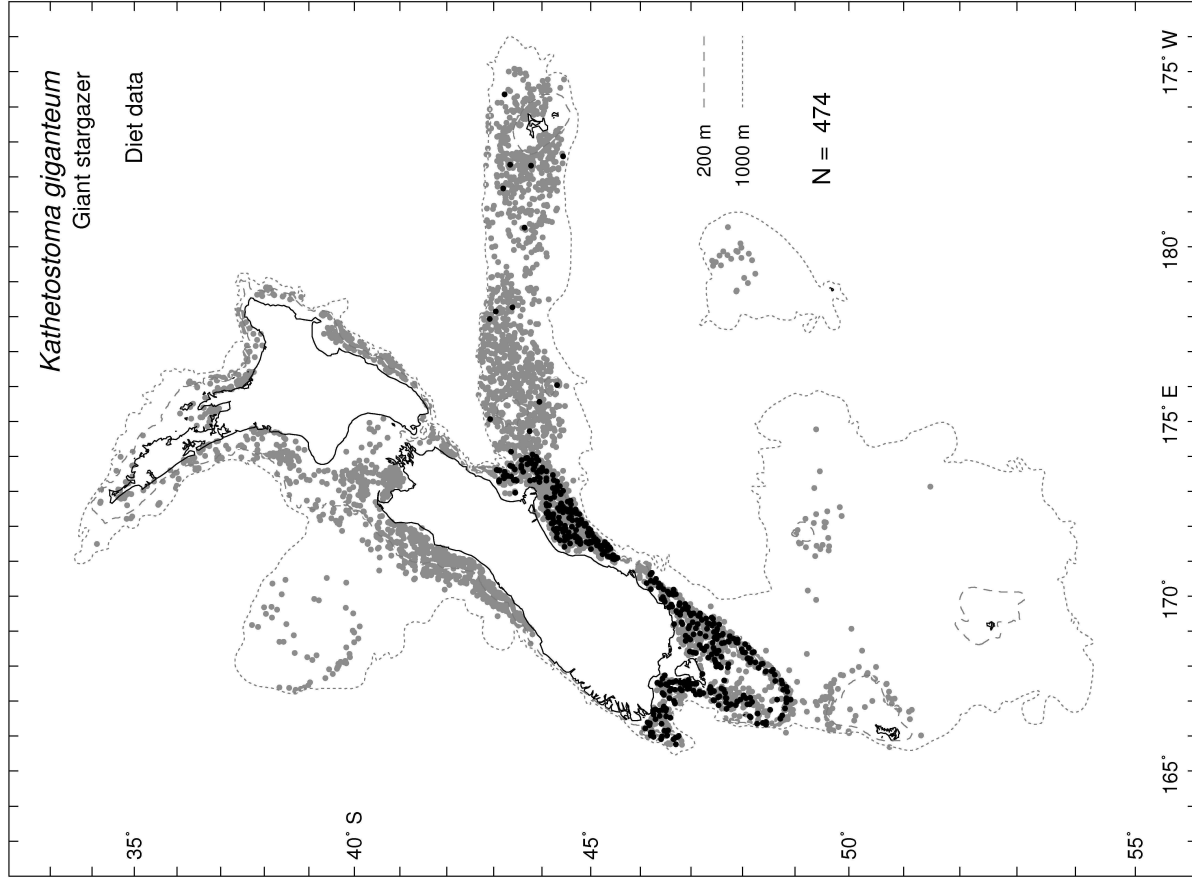 Kathetostoma giganteum
Giant stargazer
Diet data
200 m
1000 m
N = 474
35°
40° S
45°
50°
55°
165°
170°
175° E
180°
175° W